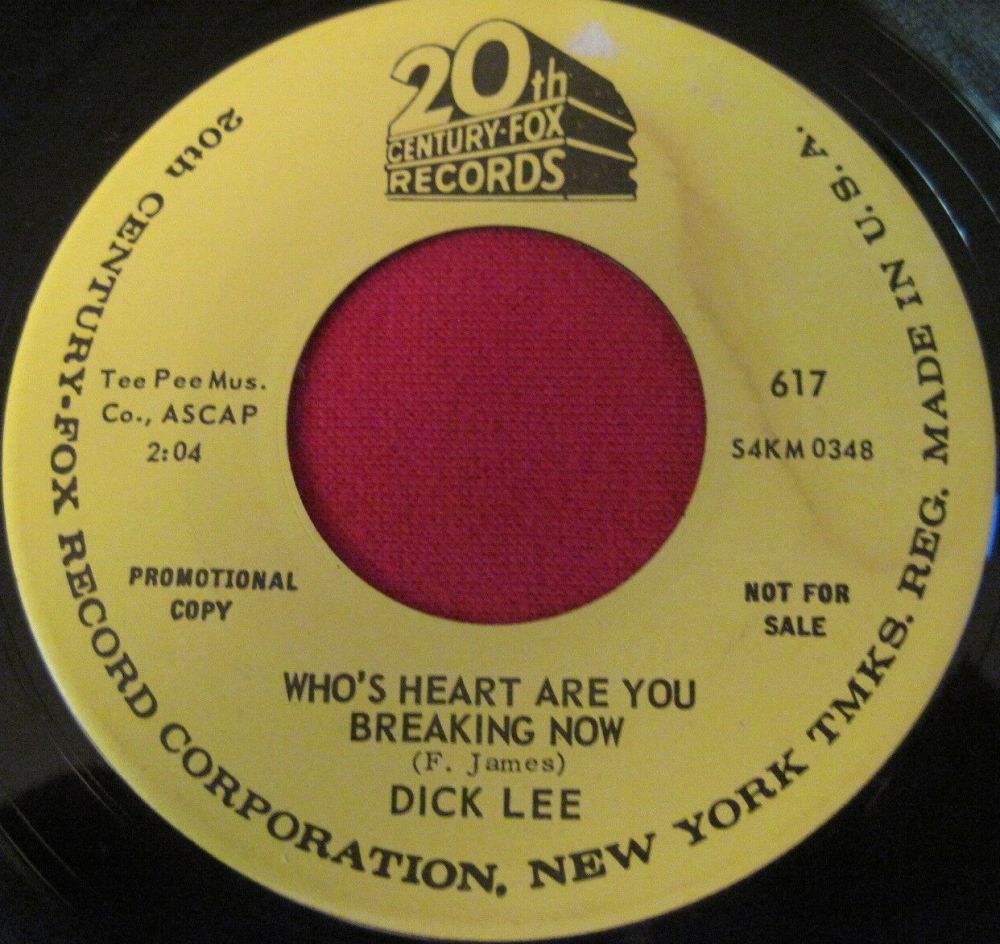 20th
CENTURY-FOX
RECORDS
Tee Pee Mus.
Co., ASCAP
2:04
617
S4KM 0348
PROMOTIONAL
COPY
NOT FOR
SALE
WHO'S HEART ARE YOU
BREAKING NOW
(F. James)
DICK LEE
20th CENTURY-FOX RECORD CORPORATION, NEW YORK TMKS. REG. MADE IN U.S.A.